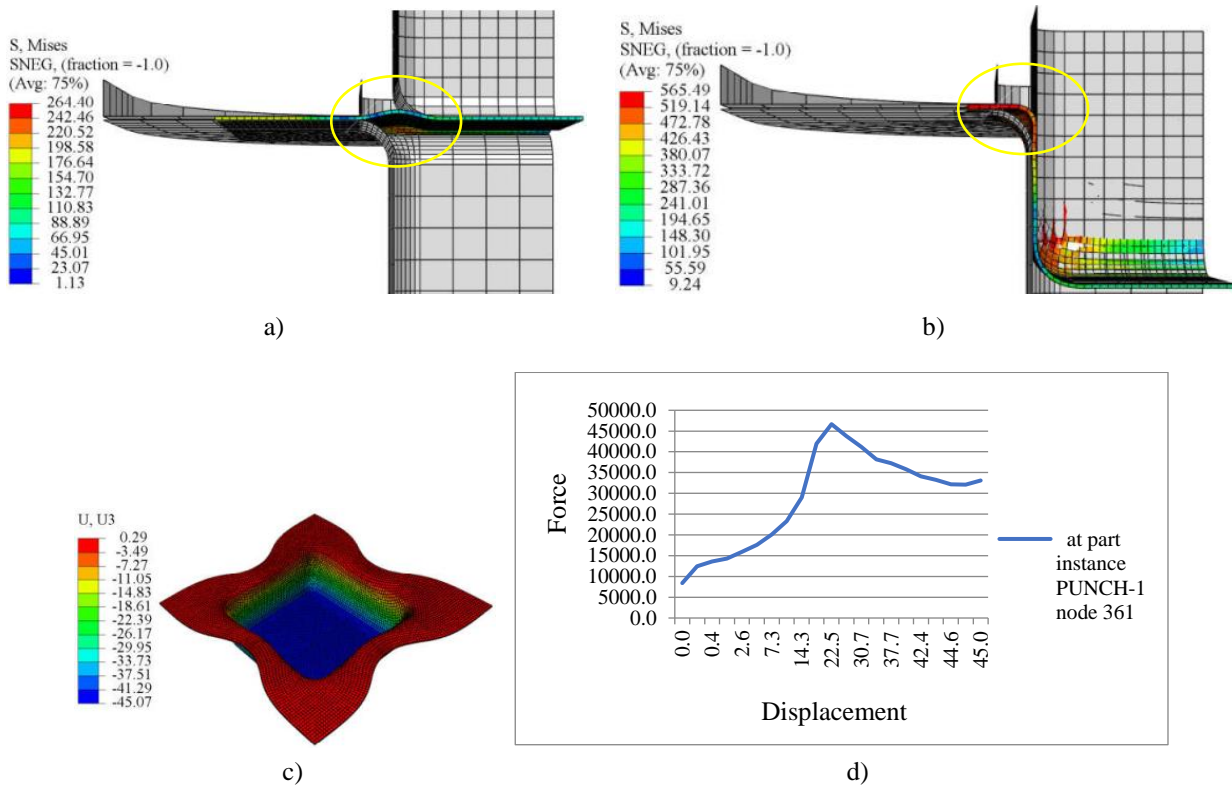 S, Mises
SNEG, (fraction = -1.0)
(Avg: 75%)
264.40
242.46
220.52
198.58
176.64
154.70
132.77
110.83
88.89
66.95
45.01
23.07
1.13
a)
S, Mises
SNEG, (fraction = -1.0)
(Avg: 75%)
565.49
519.14
472.78
426.43
380.07
333.72
287.36
241.01
194.65
148.30
101.95
55.59
9.24
b)
U, U3
0.29
-3.49
-7.27
-11.05
-14.83
-18.61
-22.39
-26.17
-29.95
-33.73
-37.51
-41.29
-45.07
c)
50000.0
45000.0
40000.0
35000.0
30000.0
25000.0
20000.0
15000.0
10000.0
5000.0
0.0
Force
0.0 0.4 2.6 7.3 14.3 22.5 30.7 37.7 42.4 44.6 45.0
Displacement
at part
instance
PUNCH-1
node 361
d)